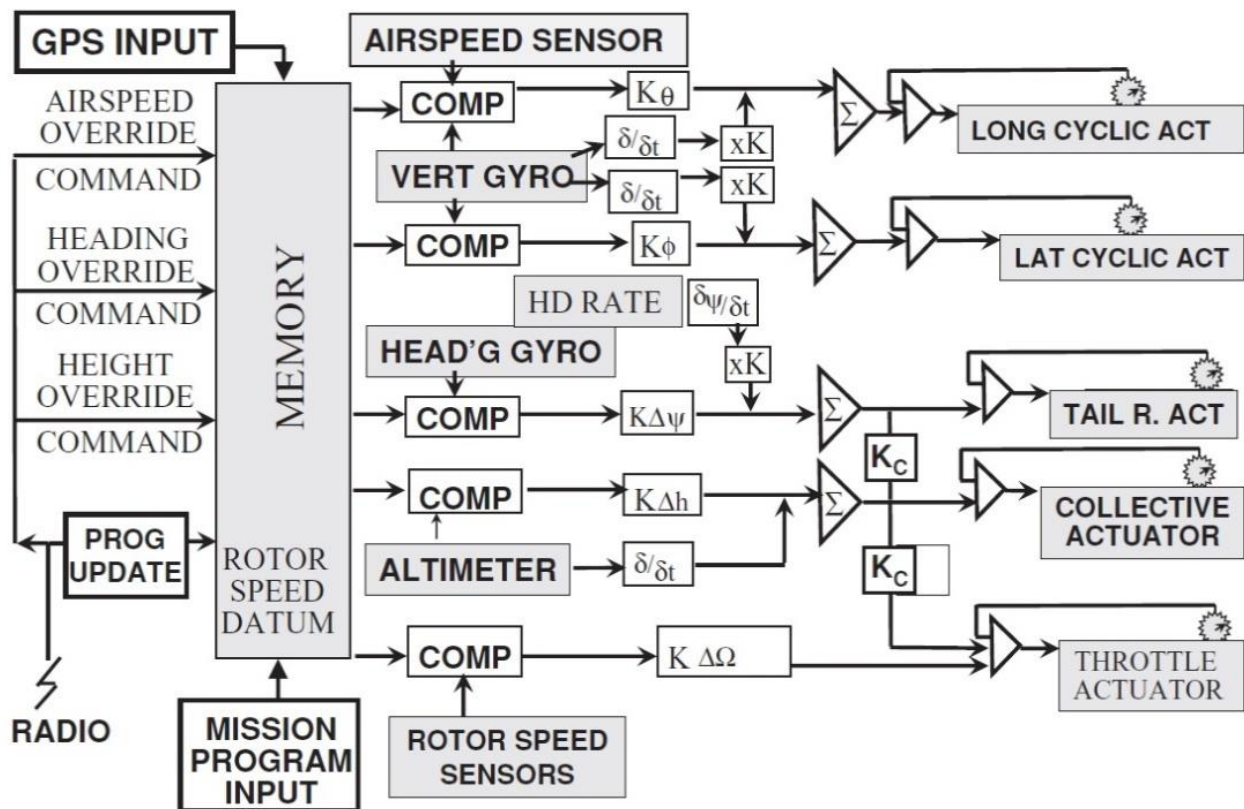 GPS INPUT
AIRSPEED SENSOR
AIRSPEED
OVERRIDE
COMMAND
HEADING
OVERRIDE
COMMAND
HEIGHT
OVERRIDE
COMMAND
PROG
UPDATE
RADIO
MEMORY
ROTOR
SPEED
DATUM
MISSION
PROGRAM
INPUT
COMP
Kθ
Σ
LONG CYCLIC ACT
VERT GYRO
δ/δt
xK
δ/δt
xK
COMP
Kϕ
Σ
LAT CYCLIC ACT
HD RATE
δψ/δt
HEAD'G GYRO
xK
COMP
KΔψ
Σ
TAIL R. ACT
KC
COMP
KΔh
Σ
COLLECTIVE
ACTUATOR
ALTIMETER
δ/δt
KC
COMP
K ΔΩ
THROTTLE
ACTUATOR
ROTOR SPEED
SENSORS